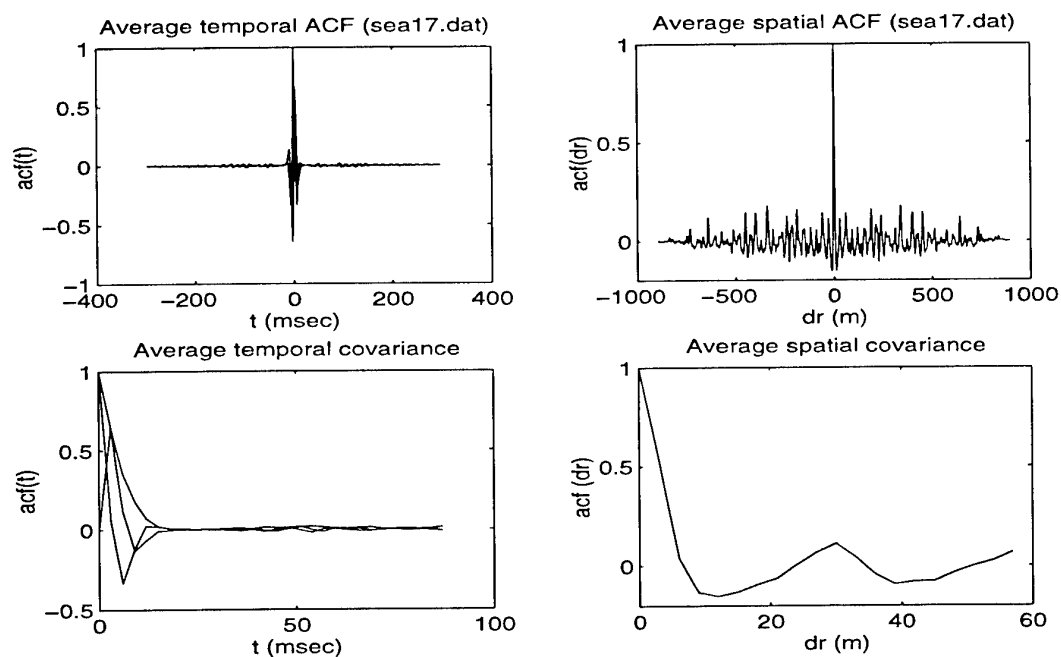 Average temporal ACF (sea17.dat)
1
0.5
0
−0.5
−1
acf(t)
−400
−200
0
200
400
t (msec)
Average spatial ACF (sea17.dat)
1
0.5
0
acf(dr)
−1000
−500
0
500
1000
dr (m)
Average temporal covariance
1
0.5
0
−0.5
acf(t)
0
50
100
t (msec)
Average spatial covariance
1
0.5
0
acf (dr)
0
20
40
60
dr (m)